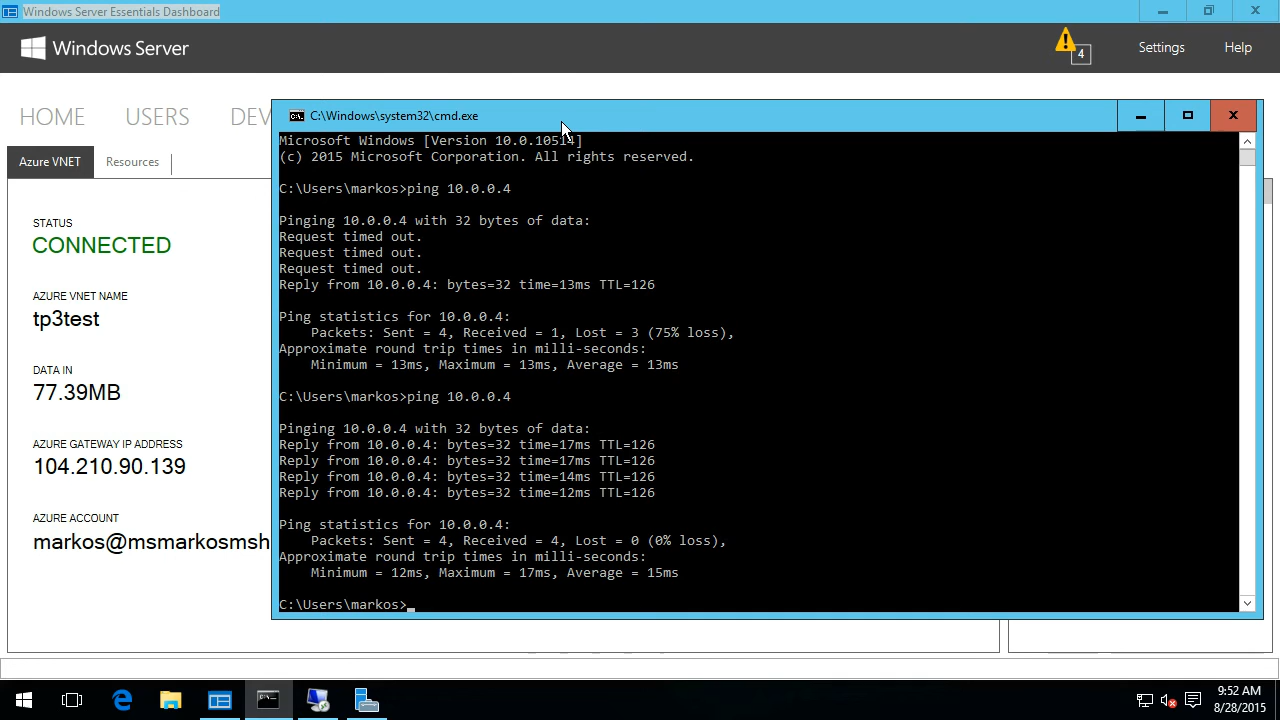 Windows Server Essentials Dashboard
Windows Server
4
Settings
Help
HOME
USERS
DEV
Azure VNET
Resources
STATUS
CONNECTED
AZURE VNET NAME
tp3test
DATA IN
77.39MB
AZURE GATEWAY IP ADDRESS
104.210.90.139
AZURE ACCOUNT
markos@msmarkosmsh
C:\Windows\system32\cmd.exe
Microsoft Windows [Version 10.0.10514]
(c) 2015 Microsoft Corporation. All rights reserved.
C:\Users\markos>ping 10.0.0.4
Pinging 10.0.0.4 with 32 bytes of data:
Request timed out.
Request timed out.
Request timed out.
Reply from 10.0.0.4: bytes=32 time=13ms TTL=126
Ping statistics for 10.0.0.4:
Packets: Sent = 4, Received = 1, Lost = 3 (75% loss),
Approximate round trip times in milli-seconds:
Minimum = 13ms, Maximum = 13ms, Average = 13ms
C:\Users\markos>ping 10.0.0.4
Pinging 10.0.0.4 with 32 bytes of data:
Reply from 10.0.0.4: bytes=32 time=17ms TTL=126
Reply from 10.0.0.4: bytes=32 time=17ms TTL=126
Reply from 10.0.0.4: bytes=32 time=14ms TTL=126
Reply from 10.0.0.4: bytes=32 time=12ms TTL=126
Ping statistics for 10.0.0.4:
Packets: Sent = 4, Received = 4, Lost = 0 (0% loss),
Approximate round trip times in milli-seconds:
Minimum = 12ms, Maximum = 17ms, Average = 15ms
C:\Users\markos>
9:52 AM
8/28/2015